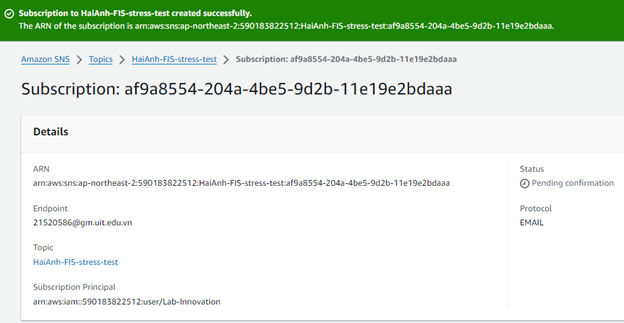 Subscription to HaiAnh-FIS-stress-test created successfully.
The ARN of the subscription is arn:aws:sns:ap-northeast-2:590183822512:HaiAnh-FIS-stress-test:af9a8554-204a-4be5-9d2b-11e19e2bdaaa.
Amazon SNS > Topics > HaiAnh-FIS-stress-test > Subscription: af9a8554-204a-4be5-9d2b-11e19e2bdaaa
Subscription: af9a8554-204a-4be5-9d2b-11e19e2bdaaa
Details
ARN
arn:aws:sns:ap-northeast-2:590183822512:HaiAnh-FIS-stress-test:af9a8554-204a-4be5-9d2b-11e19e2bdaaa
Status
Pending confirmation
Endpoint
21520586@gm.uit.edu.vn
Protocol
EMAIL
Topic
HaiAnh-FIS-stress-test
Subscription Principal
arn:aws:iam::590183822512:user/Lab-Innovation